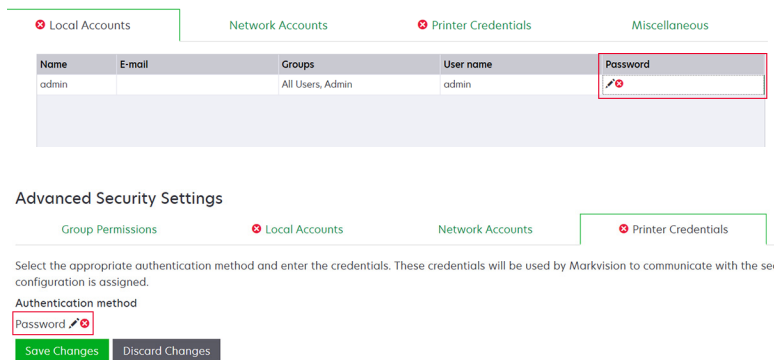 Local Accounts Network Accounts Printer Credentials Miscellaneous
Name E-mail Groups User name Password
admin All Users, Admin admin
Advanced Security Settings
Group Permissions Local Accounts Network Accounts Printer Credentials
Select the appropriate authentication method and enter the credentials. These credentials will be used by Markvision to communicate with the
configuration is assigned.
Authentication method
Password
Save Changes Discard Changes